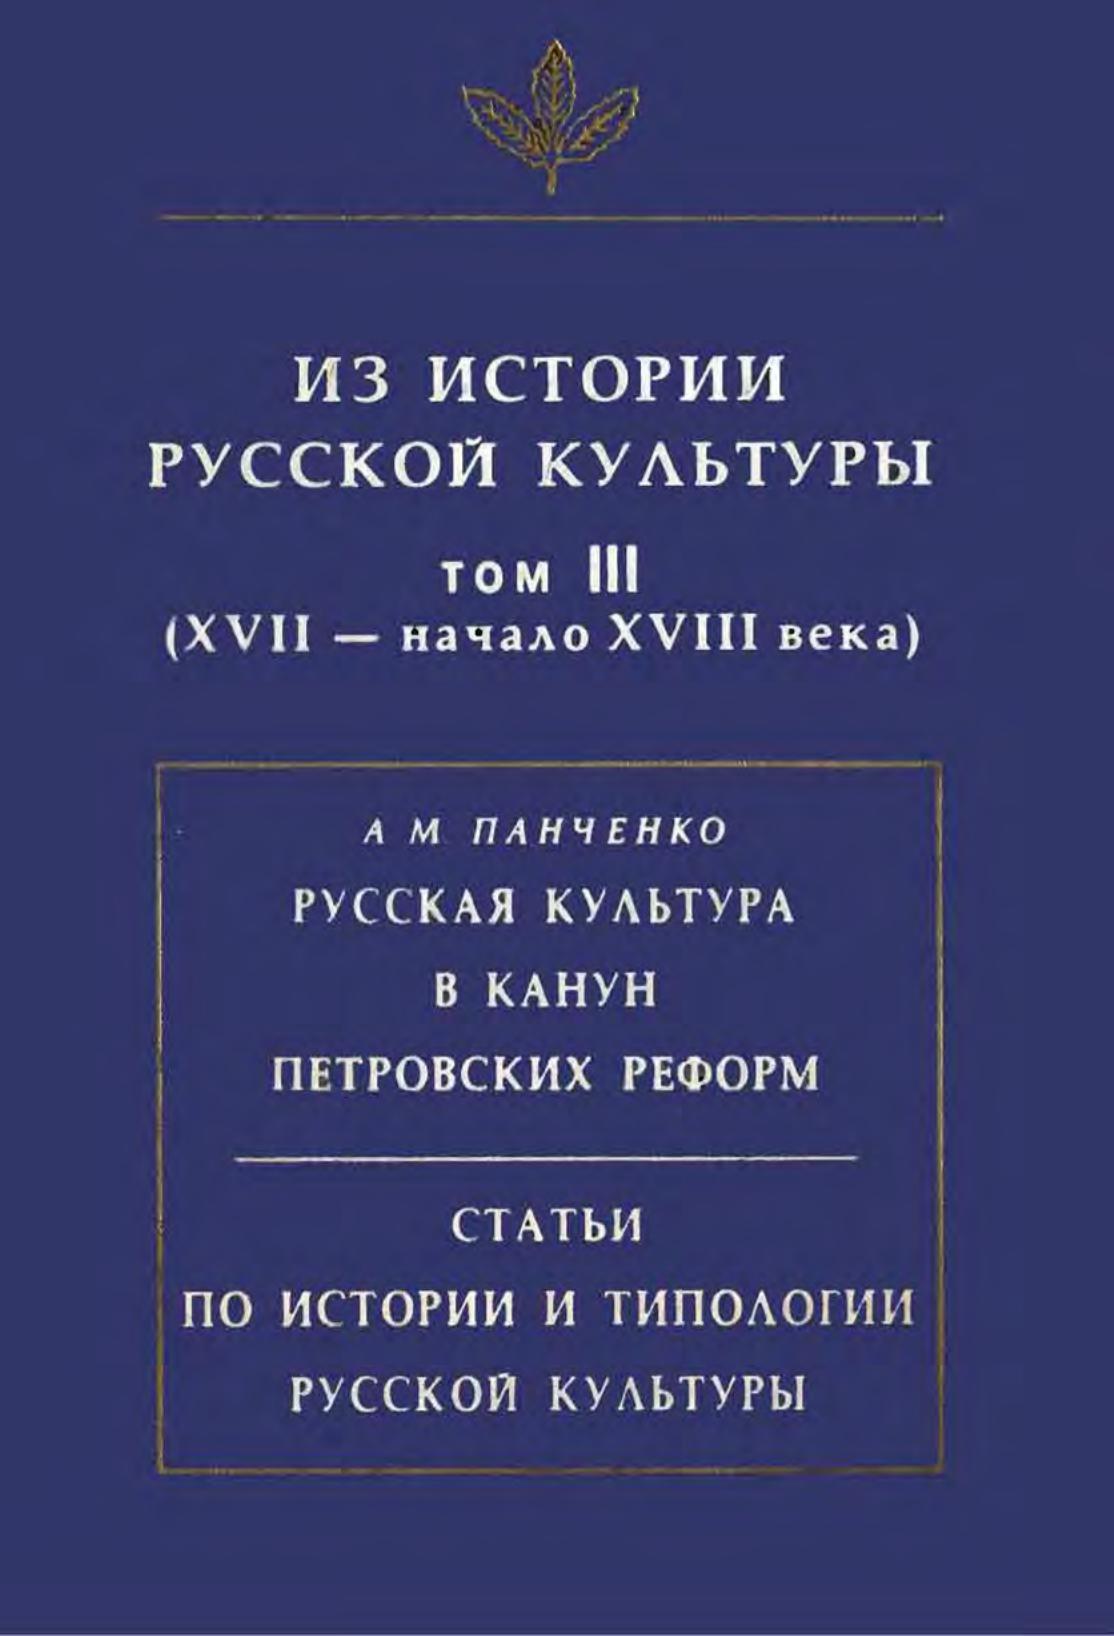 ИЗ ИСТОРИИ
РУССКОЙ КУЛЬТУРЫ
том III
(XVII — начало XVIII века)
А М ПАНЧЕНКО
РУССКАЯ КУЛЬТУРА
В КАНУН
ПЕТРОВСКИХ РЕФОРМ
СТАТЬИ
ПО ИСТОРИИ И ТИПОЛОГИИ
РУССКОЙ КУЛЬТУРЫ